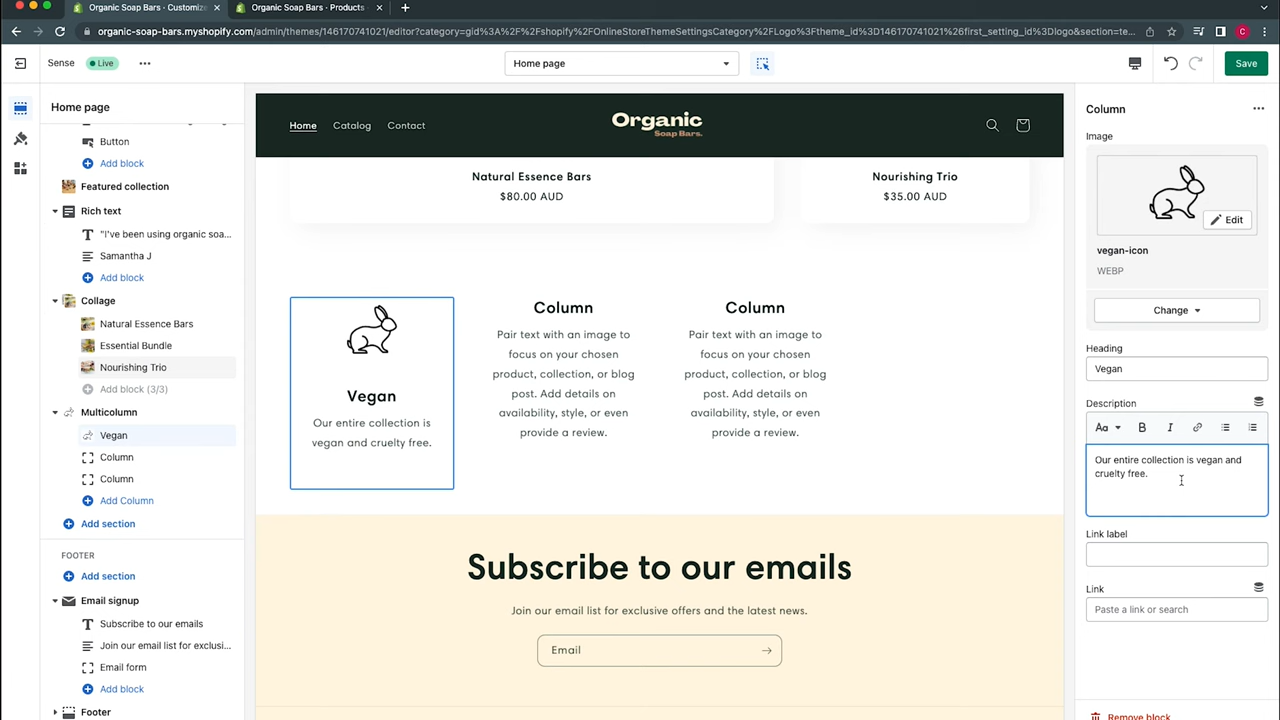 Organic Soap Bars - Customize
Organic Soap Bars - Products -
organic-soap-bars.myshopify.com/admin/themes/146170741021/editor?category=gid%3A%2F%2Fshopify%2FOnlineStoreThemeSettingsCategory%2FLogo%3Ftheme_id%3D146170741021%26first_setting_id%3Dlogo&section=te...
C
Sense
Live
Home page
Save
Home page
Button
Add block
Featured collection
Rich text
"I've been using organic soa...
Samantha J
Add block
Collage
Natural Essence Bars
Essential Bundle
Nourishing Trio
Add block (3/3)
Multicolumn
Vegan
Column
Column
Add Column
Add section
FOOTER
Add section
Email signup
Subscribe to our emails
Join our email list for exclusi...
Email form
Add block
Footer
Home
Catalog
Contact
Organic
Soap Bars.
Natural Essence Bars
$80.00 AUD
Nourishing Trio
$35.00 AUD
Vegan
Our entire collection is
vegan and cruelty free.
Column
Pair text with an image to
focus on your chosen
product, collection, or blog
post. Add details on
availability, style, or even
provide a review.
Column
Pair text with an image to
focus on your chosen
product, collection, or blog
post. Add details on
availability, style, or even
provide a review.
Subscribe to our emails
Join our email list for exclusive offers and the latest news.
Email
Column
Image
Edit
vegan-icon
WEBP
Change
Heading
Vegan
Description
Aa B I
Our entire collection is vegan and
cruelty free.
Link label
Link
Paste a link or search
Remove block